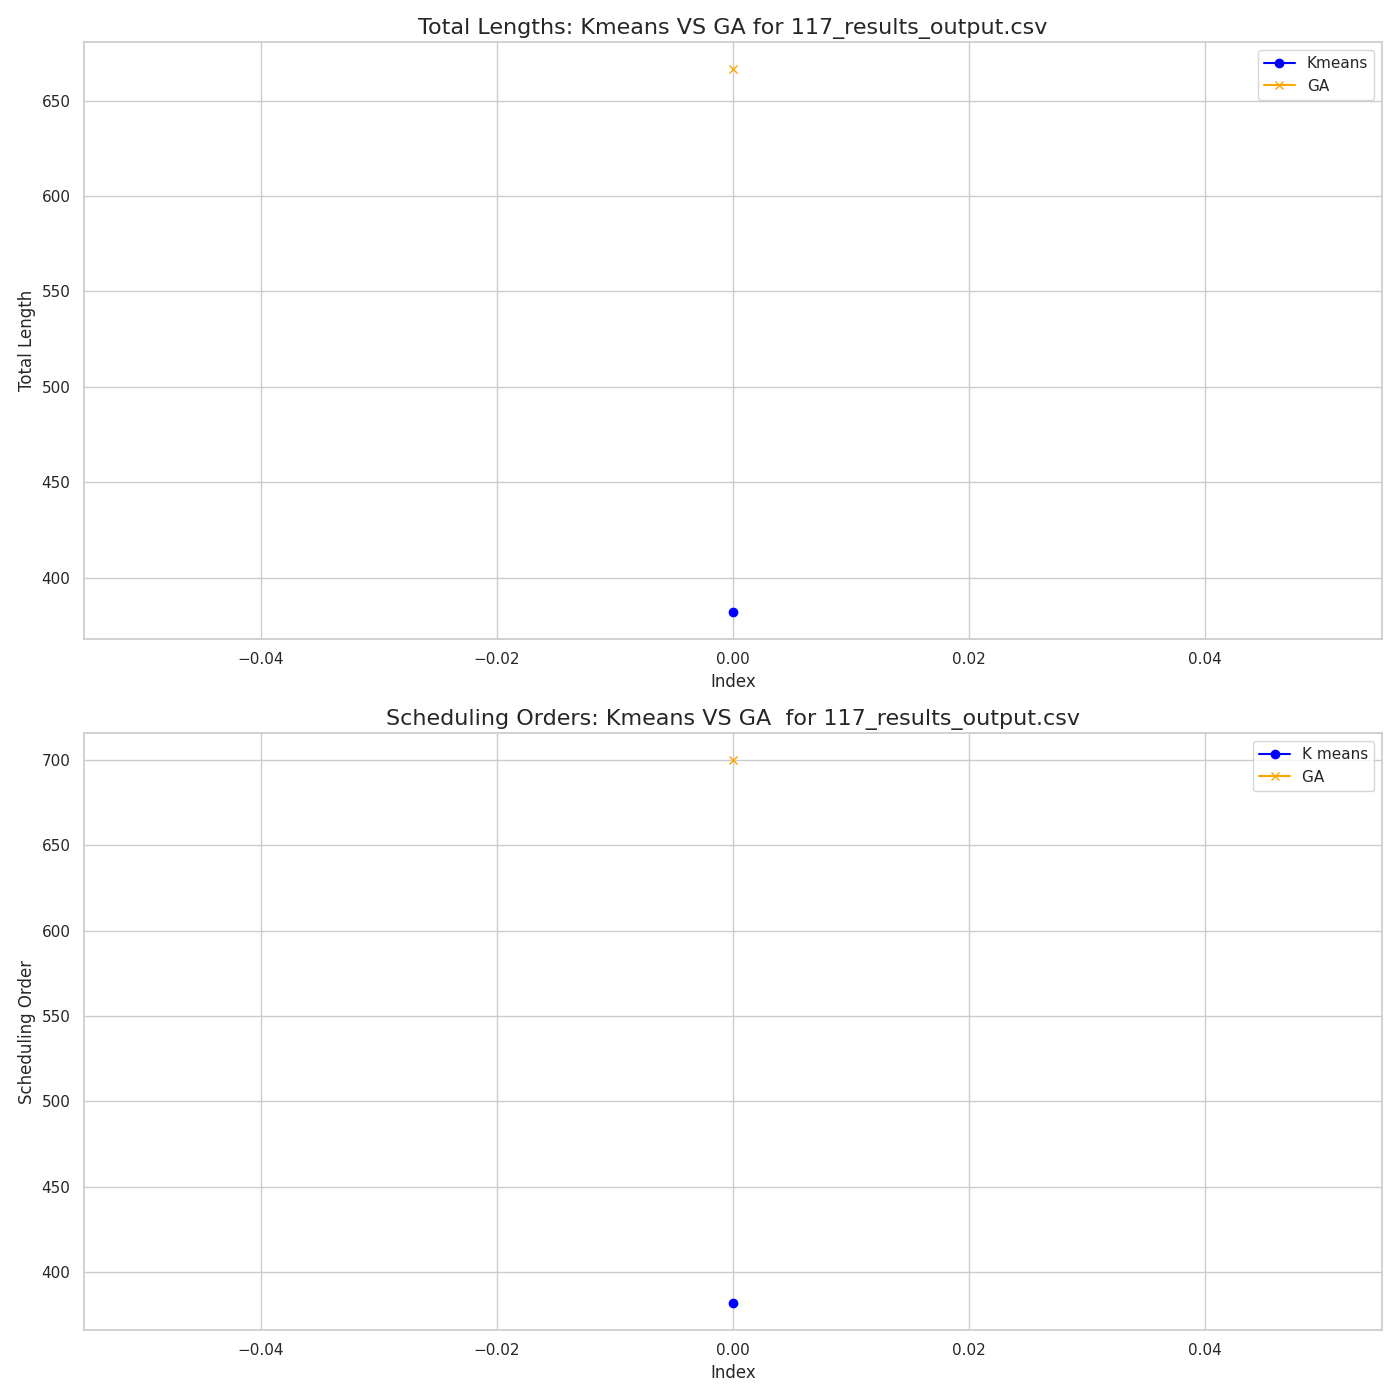 Total Lengths: Kmeans VS GA for 117_results_output.csv
Kmeans
GA
650
600
550
500
450
400
Total Length
−0.04
−0.02
0.00
0.02
0.04
Index
Scheduling Orders: Kmeans VS GA  for 117_results_output.csv
K means
GA
700
650
600
550
500
450
400
Scheduling Order
−0.04
−0.02
0.00
0.02
0.04
Index